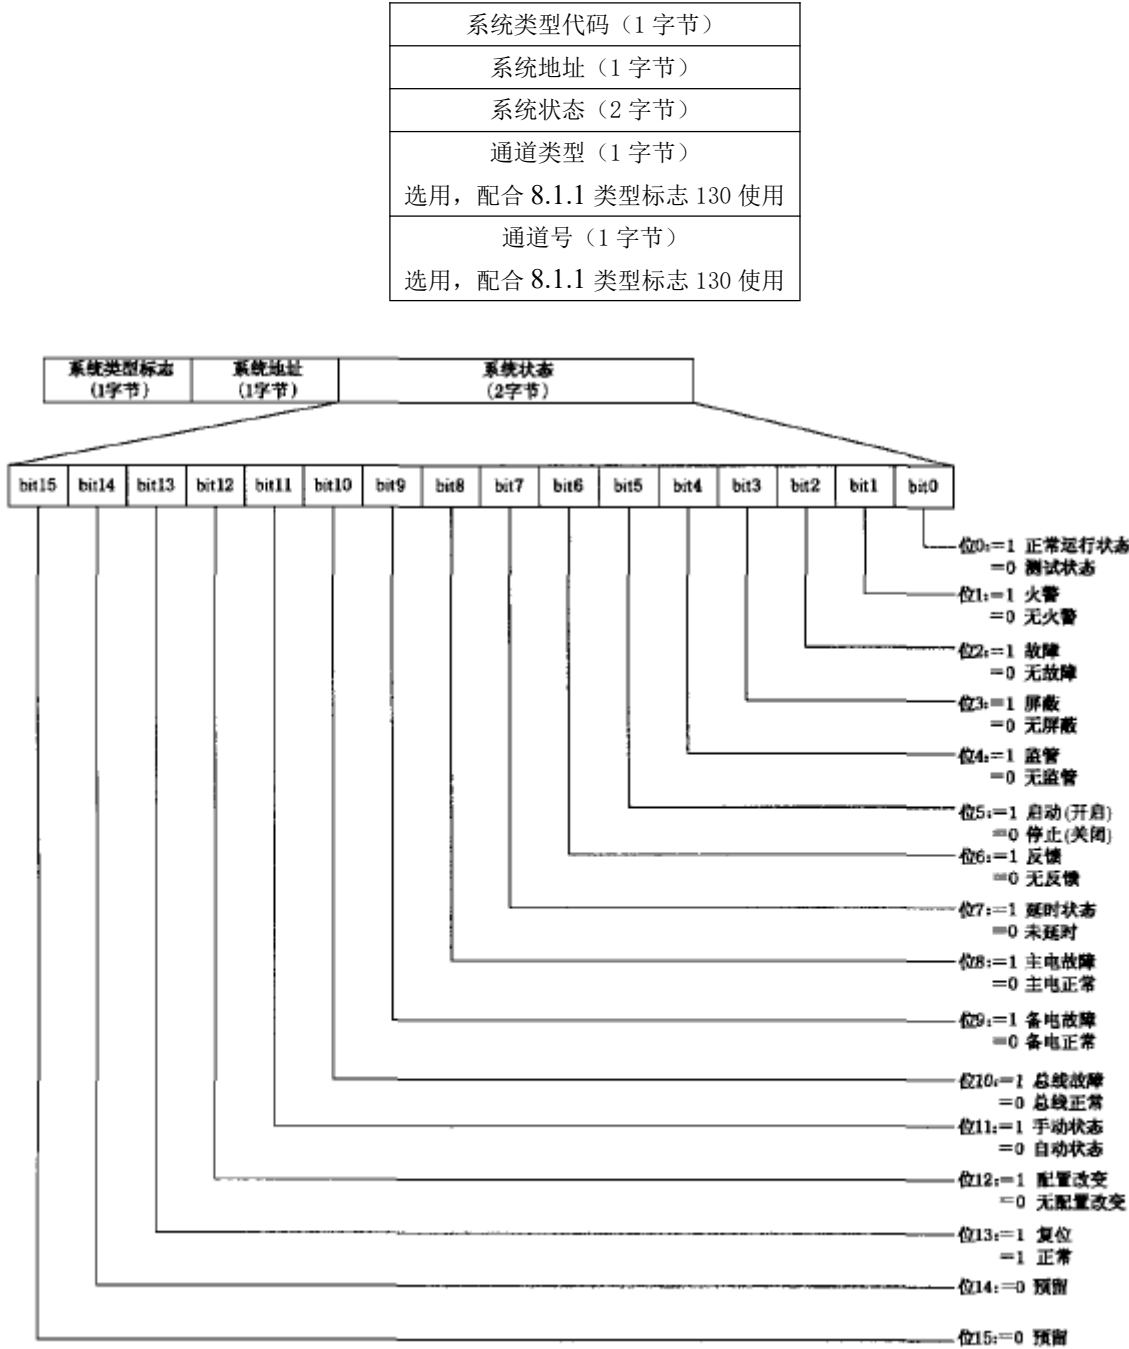 系统类型代码（1 字节）
系统地址（1 字节）
系统状态（2 字节）
通道类型（1 字节）
选用，配合 8.1.1 类型标志 130 使用
通道号（1 字节）
选用，配合 8.1.1 类型标志 130 使用
系统类型标志 系统地址 系统状态
(1字节) (1字节) (2字节)
bit15 bit14 bit13 bit12 bit11 bit10 bit9 bit8 bit7 bit6 bit5 bit4 bit3 bit2 bit1 bit0
位0:=1 正常运行状态
=0 测试状态
位1:=1 火警
=0 无火警
位2:=1 故障
=0 无故障
位3:=1 屏蔽
=0 无屏蔽
位4:=1 监管
=0 无监管
位5:=1 启动(开启)
=0 停止(关闭)
位6:=1 反馈
=0 无反馈
位7:=1 延时状态
=0 未延时
位8:=1 主电故障
=0 主电正常
位9:=1 备电故障
=0 备电正常
位10:=1 总线故障
=0 总线正常
位11:=1 手动状态
=0 自动状态
位12:=1 配置改变
=0 无配置改变
位13:=1 复位
=1 正常
位14:=0 预留
位15:=0 预留